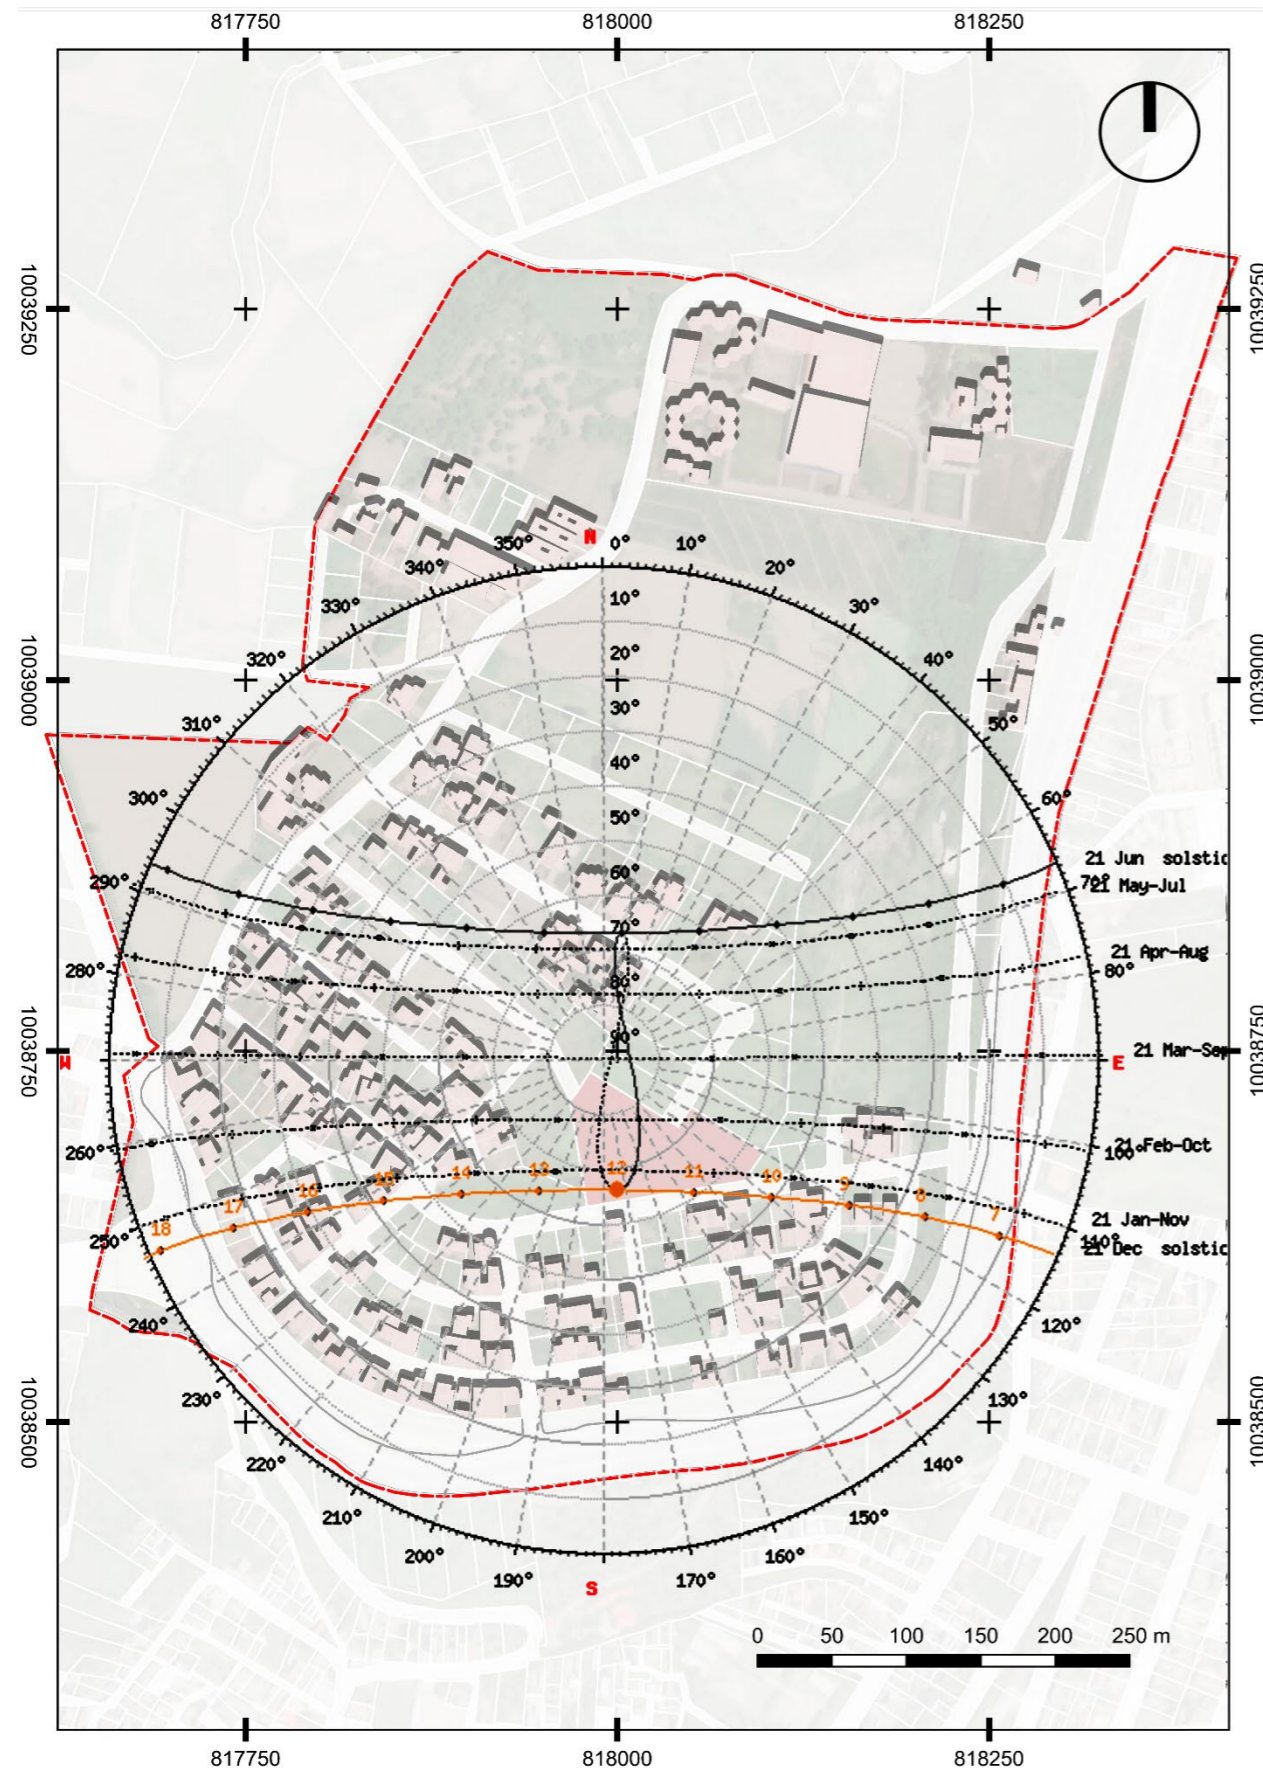 817750 818000 818250
10039250 10039250
N
350° 0° 10°
340° 20°
10°
330° 30°
320° 20° 40°
10039000 10039000
30°
310° 50°
40°
300° 50° 60°
21 Jun solstic
60°
290° 70°
21 May-Jul
70°
21 Apr-Aug
280° 80° 80°
10038750 10038750
90°
21 Mar-Sep
W E
260° 100°
21 Feb-Oct
18 17 16 15 14 13 12 11 10 9 8 7
250° 110°
21 Jan-Nov
21 Dec solstic
240° 120°
230° 130°
10038500 10038500
220° 140°
210° 150°
200° 160°
190° 170°
S
0 50 100 150 200 250 m
817750 818000 818250